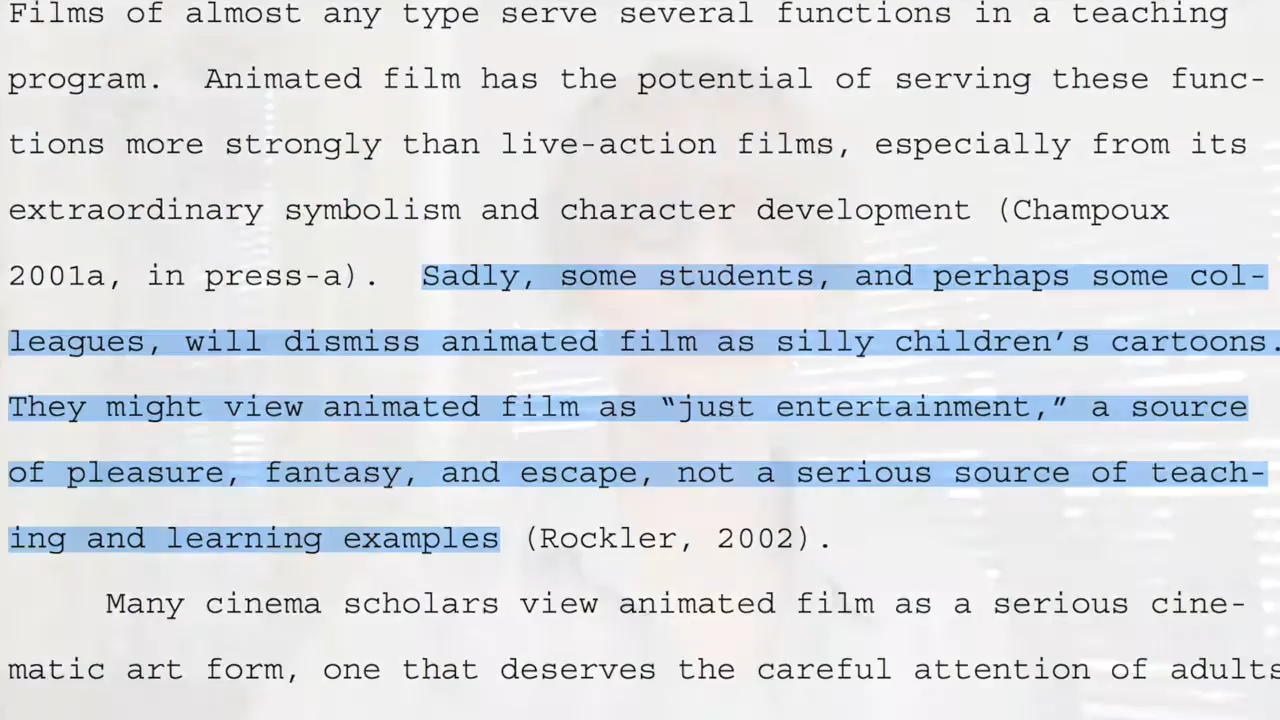 Films of almost any type serve several functions in a teaching
program.  Animated film has the potential of serving these func-
tions more strongly than live-action films, especially from its
extraordinary symbolism and character development (Champoux
2001a, in press-a).  Sadly, some students, and perhaps some col-
leagues, will dismiss animated film as silly children’s cartoons.
They might view animated film as “just entertainment,” a source
of pleasure, fantasy, and escape, not a serious source of teach-
ing and learning examples (Rockler, 2002).
Many cinema scholars view animated film as a serious cine-
matic art form, one that deserves the careful attention of adults